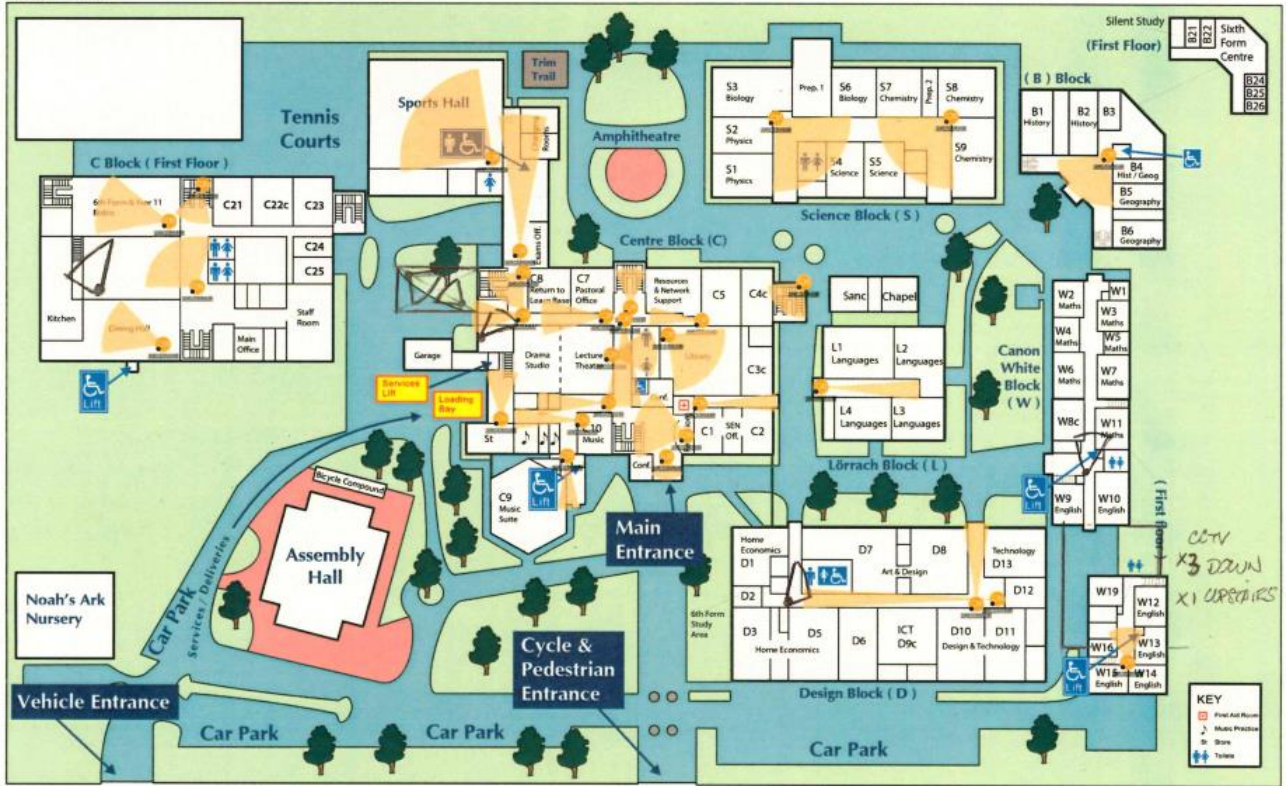 Silent Study
(First Floor)
B21
B22
Sixth
Form
Centre
B24
B25
B26
Trim
Trail
Sports Hall
Rooms
Tennis
Courts
Amphitheatre
S3
Biology
Prep. 1
S6
Biology
S7
Chemistry
Prep. 2
S8
Chemistry
S2
Physics
S1
Physics
S4
Science
S5
Science
S9
Chemistry
Science Block ( S )
( B ) Block
B1
History
B2
History
B3
B4
Hist / Geog
B5
Geography
B6
Geography
C Block ( First Floor )
6th Form & Year 11
Bistro
C21
C22c
C23
C24
C25
Staff
Room
Main
Office
Kitchen
Dining Hall
Lift
Centre Block (C)
Exams Off.
C8
Return to
Learn Base
C7
Pastoral
Office
Resources
& Network
Support
C5
C4c
Garage
Drama
Studio
Lecture
Theatre
Library
C3c
Services
Lift
Loading
Bay
St
C10
Music
Conf.
C1
SEN
Off.
C2
Conf.
C9
Music
Suite
Lift
Main
Entrance
Sanc
Chapel
L1
Languages
L2
Languages
L4
Languages
L3
Languages
Lörrach Block ( L )
Canon
White
Block
( W )
W2
Maths
W1
W3
Maths
W4
Maths
W5
Maths
W6
Maths
W7
Maths
W8c
W11
Maths
Lift
W9
English
W10
English
( First floor )
CCTV
x3 DOWN
x1 UPSTAIRS
W19
W12
English
W13
English
W16
W15
English
W14
English
Lift
Home
Economics
D1
D2
D3
Home Economics
D5
D6
D7
Art & Design
D8
ICT
D9c
D10
Design & Technology
D11
D12
Technology
D13
Design Block ( D )
6th Form
Study
Area
Bicycle Compound
Assembly
Hall
Noah's Ark
Nursery
Car Park
Services / Deliveries
Vehicle Entrance
Cycle &
Pedestrian
Entrance
Car Park
Car Park
Car Park
KEY
First Aid Room
Music Practice
St
Store
Toilets